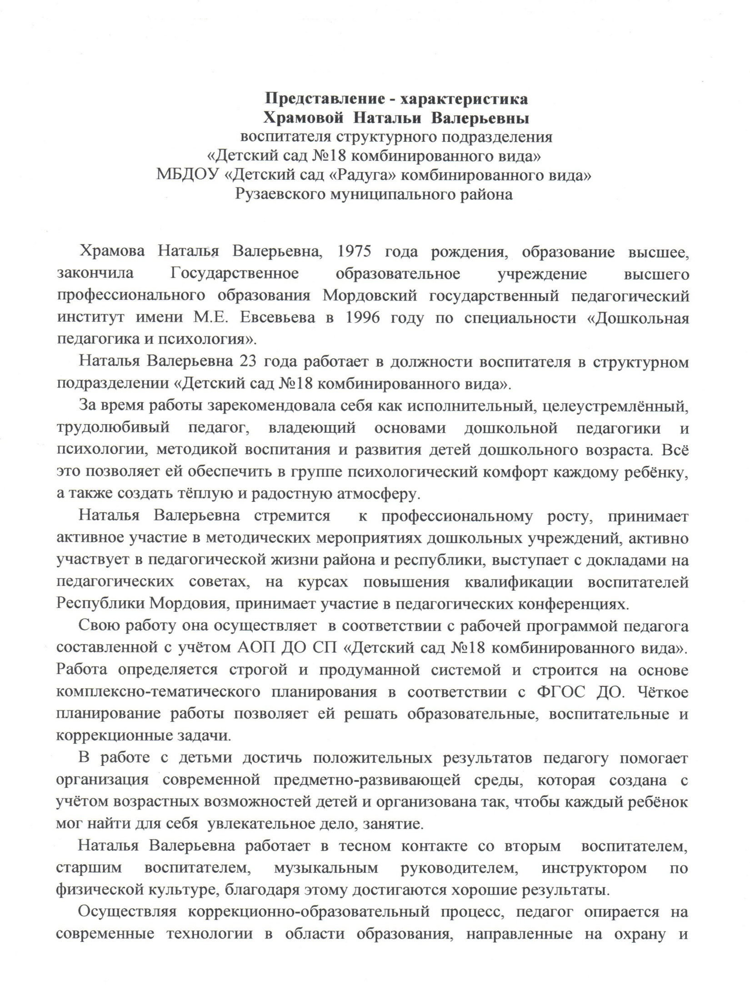 Представление - характеристика
Храмовой Натальи Валерьевны
воспитателя структурного подразделения
«Детский сад №18 комбинированного вида»
МБДОУ «Детский сад «Радуга» комбинированного вида»
Рузаевского муниципального района
Храмова Наталья Валерьевна, 1975 года рождения, образование высшее,
закончила Государственное образовательное учреждение высшего
профессионального образования Мордовский государственный педагогический
институт имени М.Е. Евсевьева в 1996 году по специальности «Дошкольная
педагогика и психология».
Наталья Валерьевна 23 года работает в должности воспитателя в структурном
подразделении «Детский сад №18 комбинированного вида».
За время работы зарекомендовала себя как исполнительный, целеустремлённый,
трудолюбивый педагог, владеющий основами дошкольной педагогики и
психологии, методикой воспитания и развития детей дошкольного возраста. Всё
это позволяет ей обеспечить в группе психологический комфорт каждому ребёнку,
а также создать тёплую и радостную атмосферу.
Наталья Валерьевна стремится к профессиональному росту, принимает
активное участие в методических мероприятиях дошкольных учреждений, активно
участвует в педагогической жизни района и республики, выступает с докладами на
педагогических советах, на курсах повышения квалификации воспитателей
Республики Мордовия, принимает участие в педагогических конференциях.
Свою работу она осуществляет в соответствии с рабочей программой педагога
составленной с учётом АОП ДО СП «Детский сад №18 комбинированного вида».
Работа определяется строгой и продуманной системой и строится на основе
комплексно-тематического планирования в соответствии с ФГОС ДО. Чёткое
планирование работы позволяет ей решать образовательные, воспитательные и
коррекционные задачи.
В работе с детьми достичь положительных результатов педагогу помогает
организация современной предметно-развивающей среды, которая создана с
учётом возрастных возможностей детей и организована так, чтобы каждый ребёнок
мог найти для себя увлекательное дело, занятие.
Наталья Валерьевна работает в тесном контакте со вторым воспитателем,
старшим воспитателем, музыкальным руководителем, инструктором по
физической культуре, благодаря этому достигаются хорошие результаты.
Осуществляя коррекционно-образовательный процесс, педагог опирается на
современные технологии в области образования, направленные на охрану и